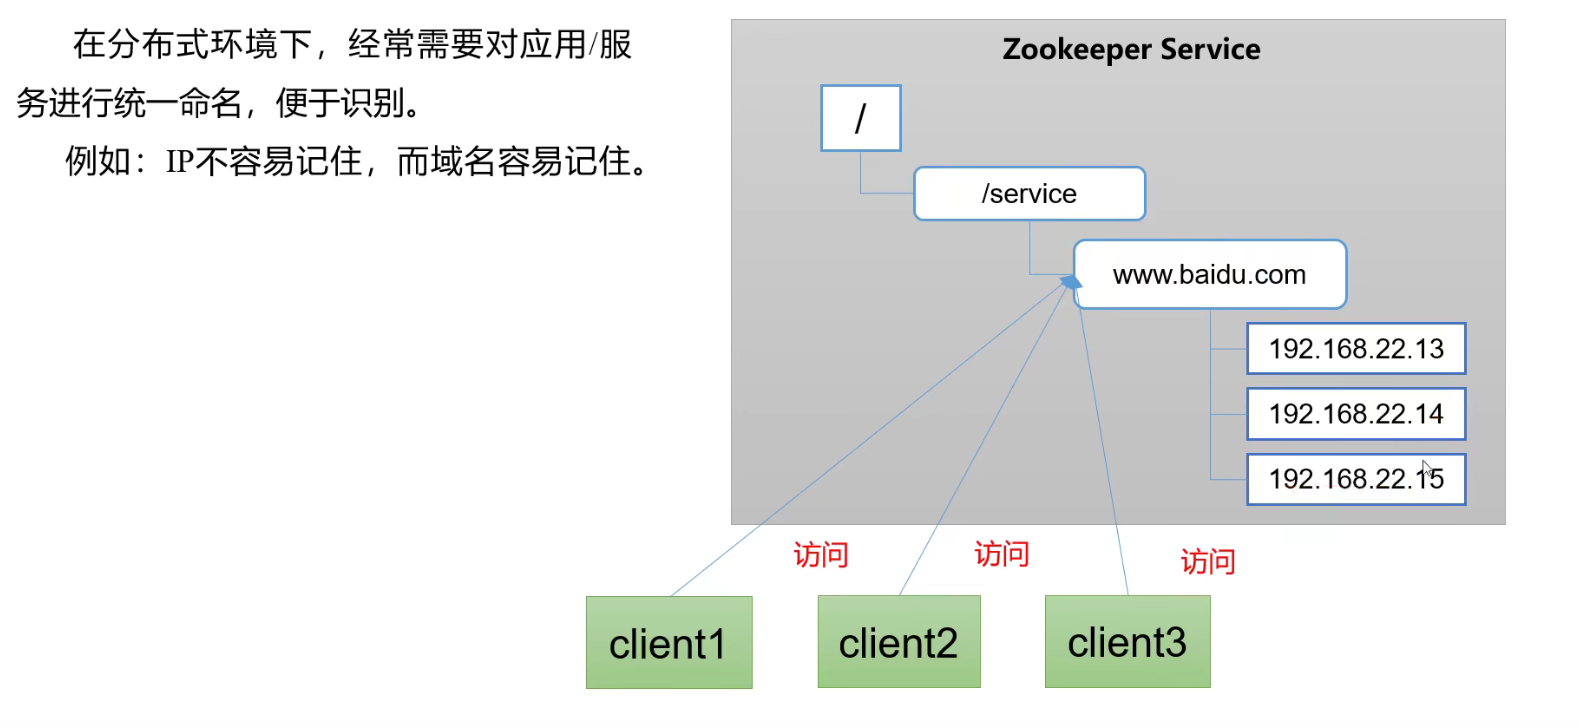 在分布式环境下，经常需要对应用/服
务进行统一命名，便于识别。
例如：IP不容易记住，而域名容易记住。
Zookeeper Service
/
/service
www.baidu.com
192.168.22.13
192.168.22.14
192.168.22.15
访问
访问
访问
client1
client2
client3